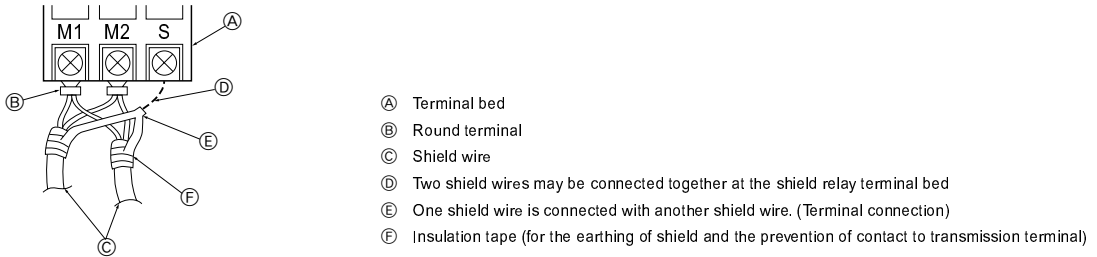 M1 M2 S
Ⓐ
Ⓑ
Ⓓ
Ⓔ
Ⓕ
Ⓒ
Ⓐ Terminal bed
Ⓑ Round terminal
Ⓒ Shield wire
Ⓓ Two shield wires may be connected together at the shield relay terminal bed
Ⓔ One shield wire is connected with another shield wire. (Terminal connection)
Ⓕ Insulation tape (for the earthing of shield and the prevention of contact to transmission terminal)